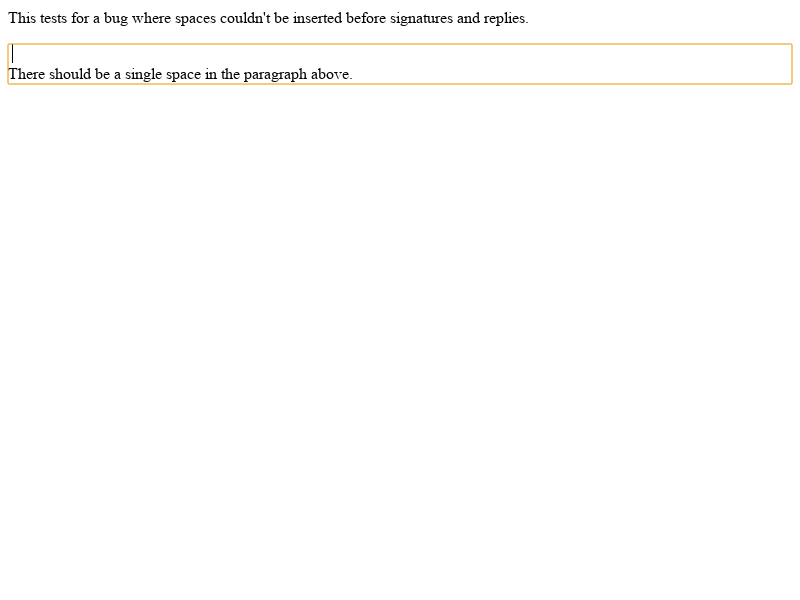 This tests for a bug where spaces couldn't be inserted before signatures and replies.
There should be a single space in the paragraph above.